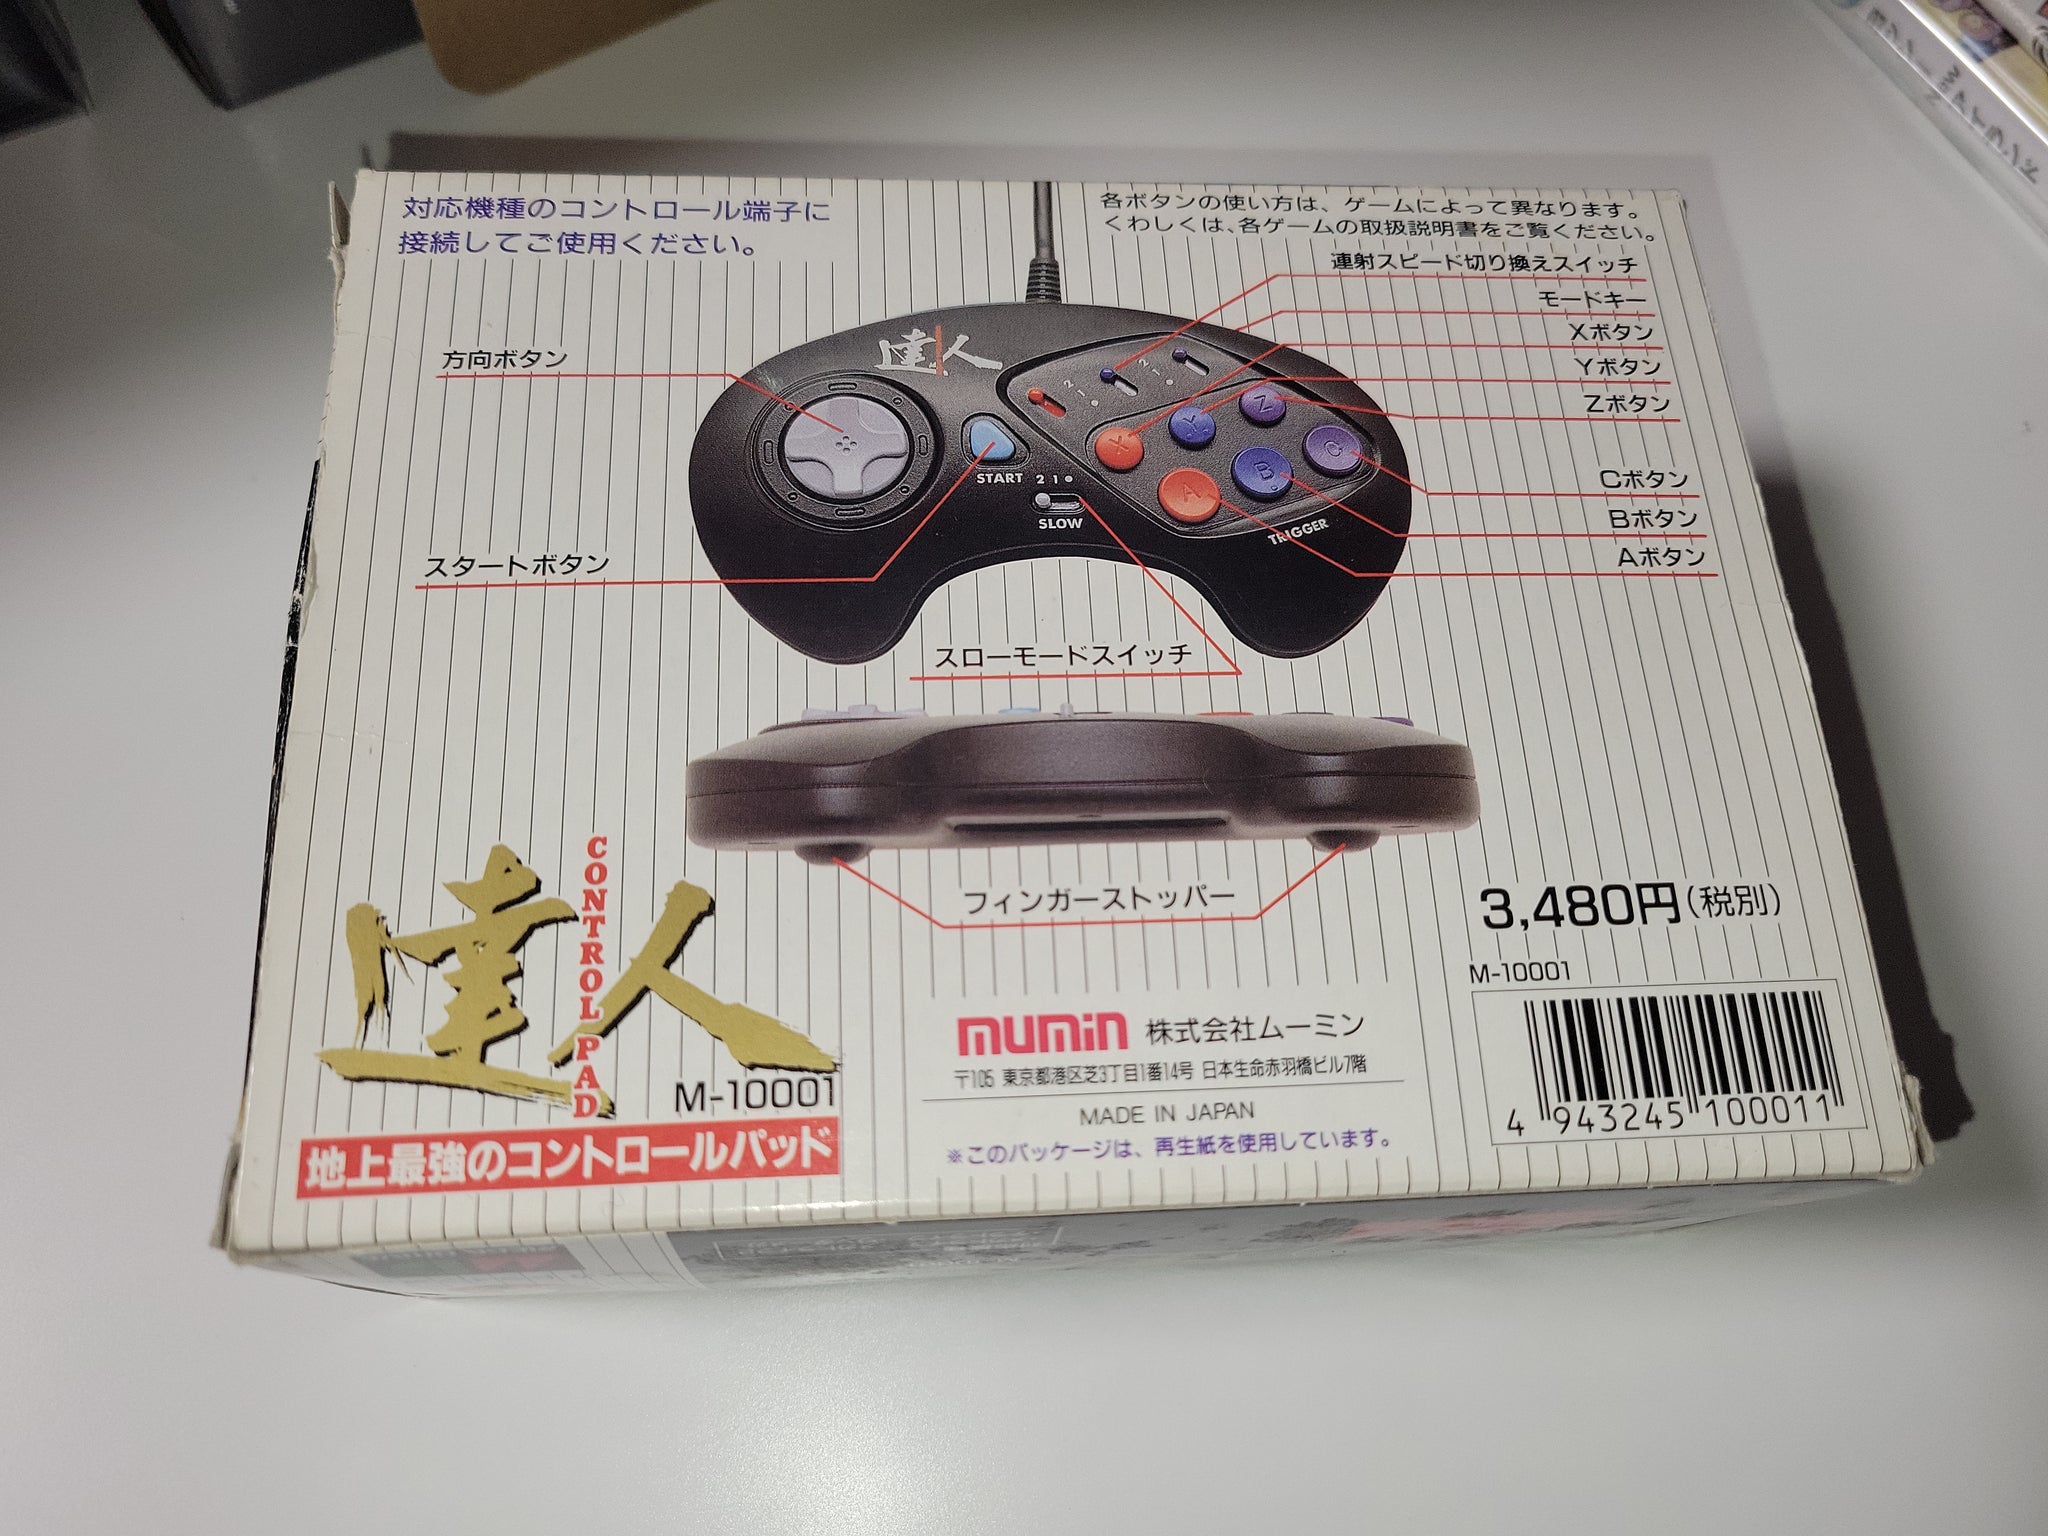 対応機種のコントロール端子に
接続してご使用ください。
各ボタンの使い方は、ゲームによって異なります。
くわしくは、各ゲームの取扱説明書をご覧ください。
連射スピード切り換えスイッチ
モードキー
Xボタン
Yボタン
Zボタン
Cボタン
Bボタン
Aボタン
方向ボタン
スタートボタン
達人
2 1
2 1
X Y Z
A B C
START
2 1
SLOW
TRIGGER
スローモードスイッチ
フィンガーストッパー
達人
CONTROL PAD
M-10001
地上最強のコントロールパッド
mumin 株式会社ムーミン
〒105 東京都港区芝3丁目1番14号 日本生命赤羽橋ビル7階
MADE IN JAPAN
※このパッケージは、再生紙を使用しています。
3,480円(税別)
M-10001
4 943245 100011